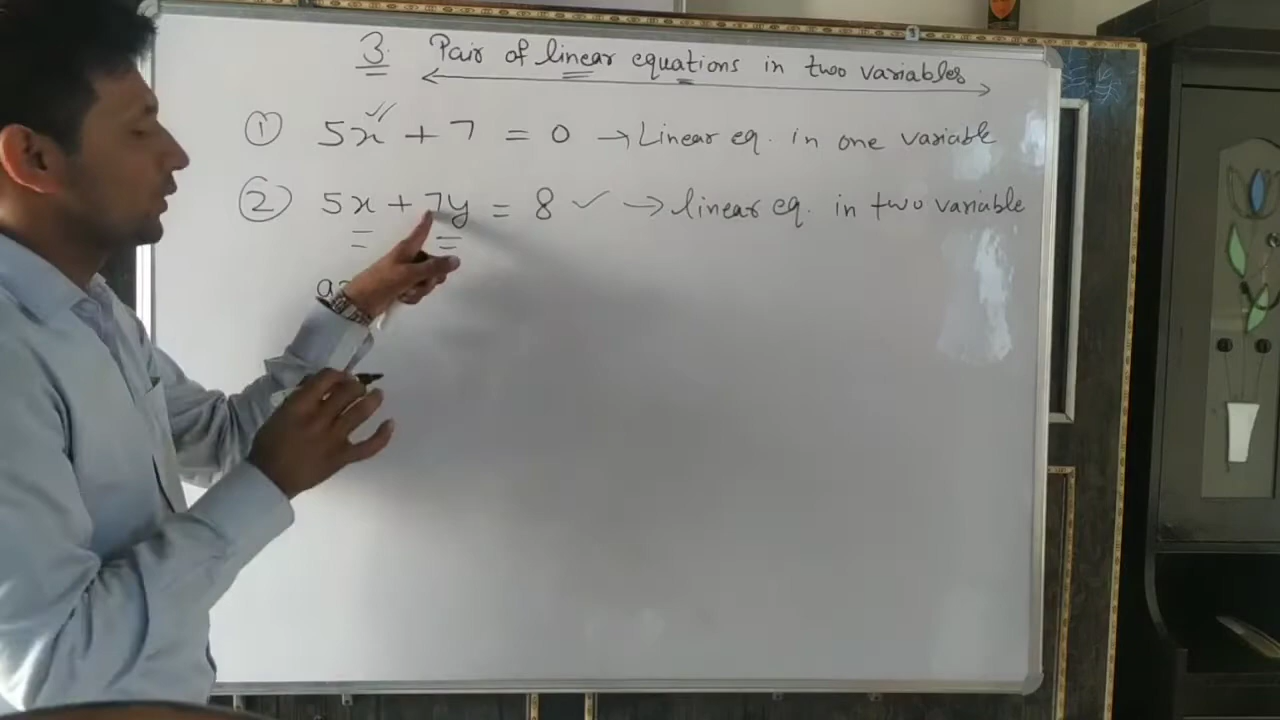 3. Pair of linear equations in two variables
① 5x + 7 = 0 → Linear eq. in one variable
② 5x + 7y = 8 ✓ → linear eq. in two variable
a